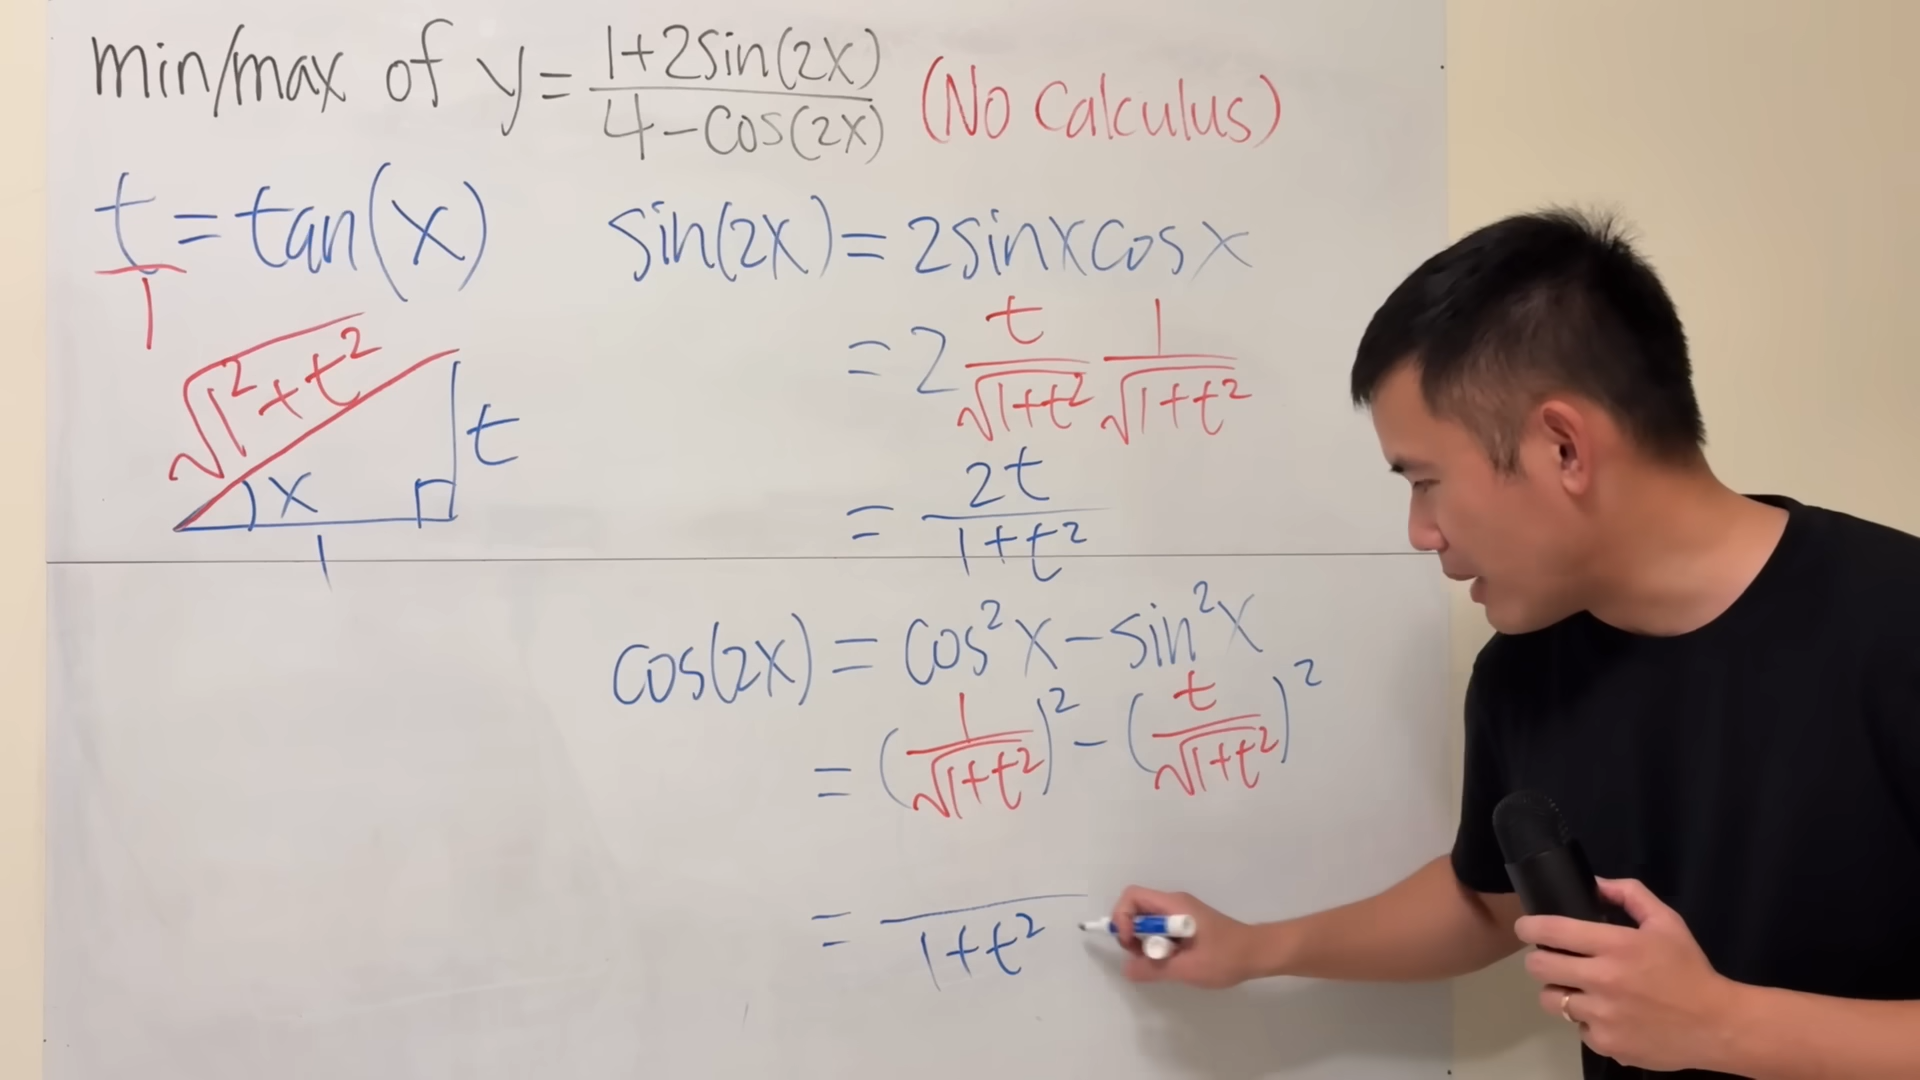 min/max of y = (1+2sin(2x))/(4-cos(2x)) (No Calculus)
t/1 = tan(x)
√(1²+t²)
x
t
1
sin(2x) = 2sinxcosx
= 2 t/√(1+t²) 1/√(1+t²)
= 2t/(1+t²)
cos(2x) = cos²x - sin²x
= (1/√(1+t²))² - (t/√(1+t²))²
= /(1+t²)